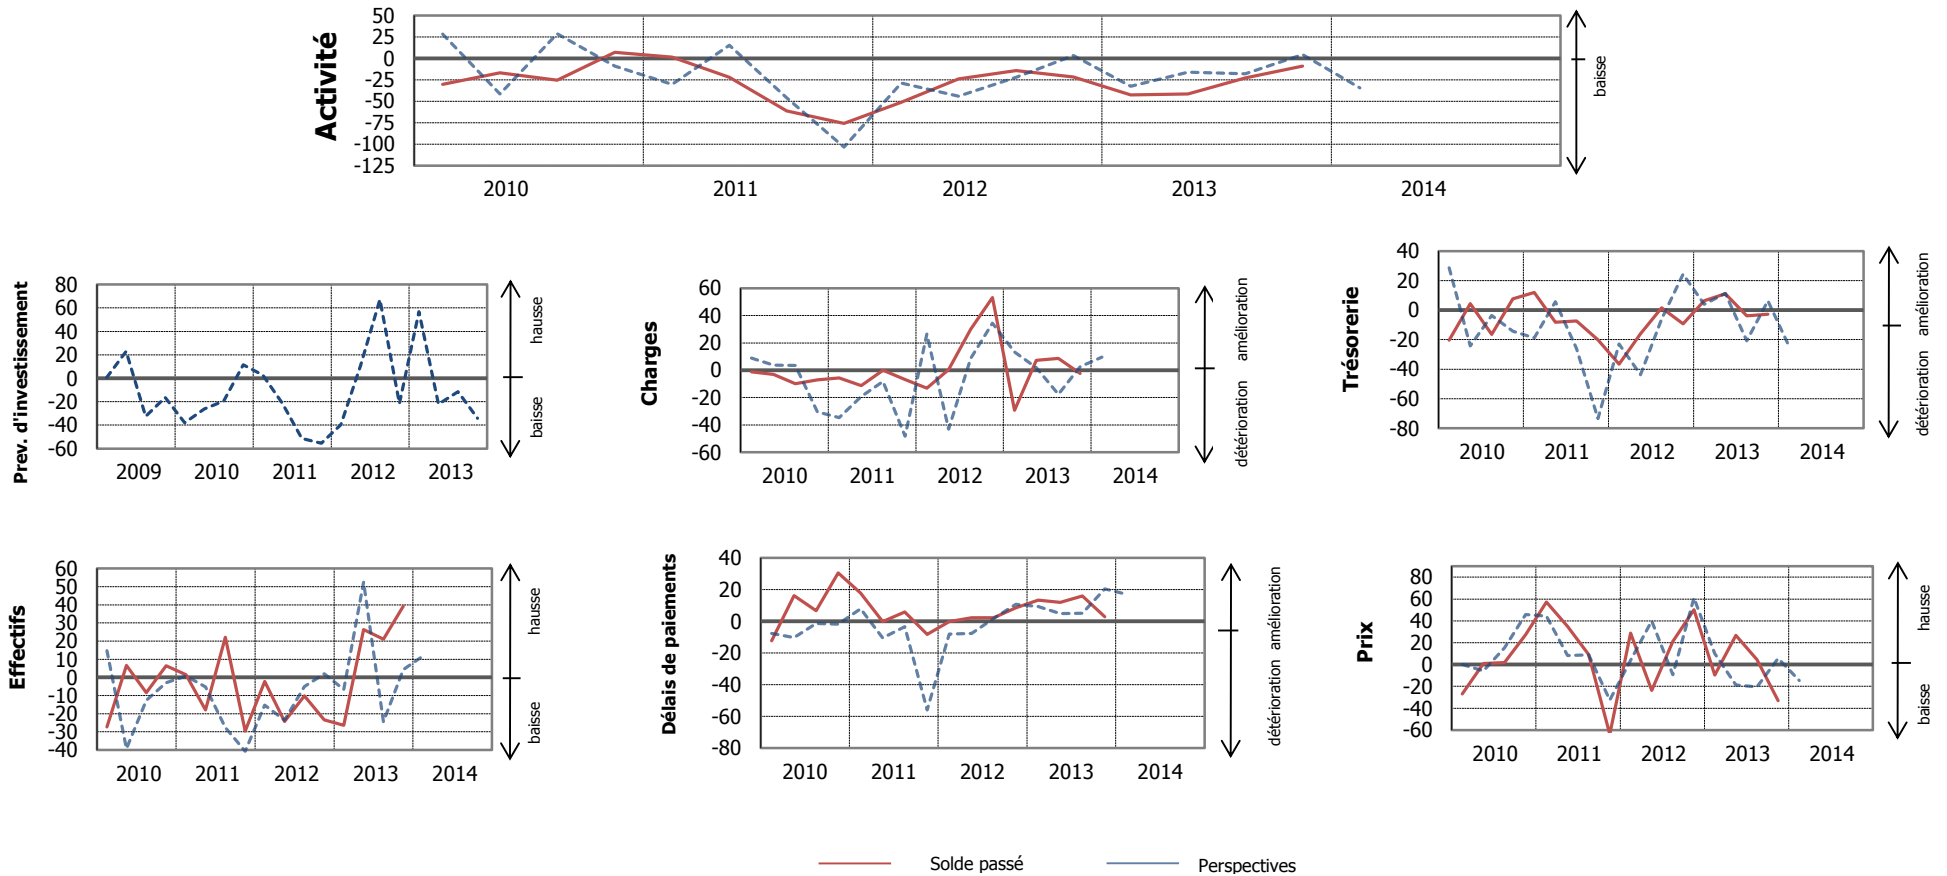 Activité
50
25
0
-25
-50
-75
-100
-125
2010 2011 2012 2013 2014
baisse
Prev. d'investissement
80
60
40
20
0
-20
-40
-60
2009 2010 2011 2012 2013
hausse
baisse
Charges
60
40
20
0
-20
-40
-60
2010 2011 2012 2013 2014
amélioration
détérioration
Trésorerie
40
20
0
-20
-40
-60
-80
2010 2011 2012 2013 2014
amélioration
détérioration
Effectifs
60
50
40
30
20
10
0
-10
-20
-30
-40
2010 2011 2012 2013 2014
hausse
baisse
Délais de paiements
40
20
0
-20
-40
-60
-80
2010 2011 2012 2013 2014
amélioration
détérioration
Prix
80
60
40
20
0
-20
-40
-60
2010 2011 2012 2013 2014
hausse
baisse
Solde passé Perspectives